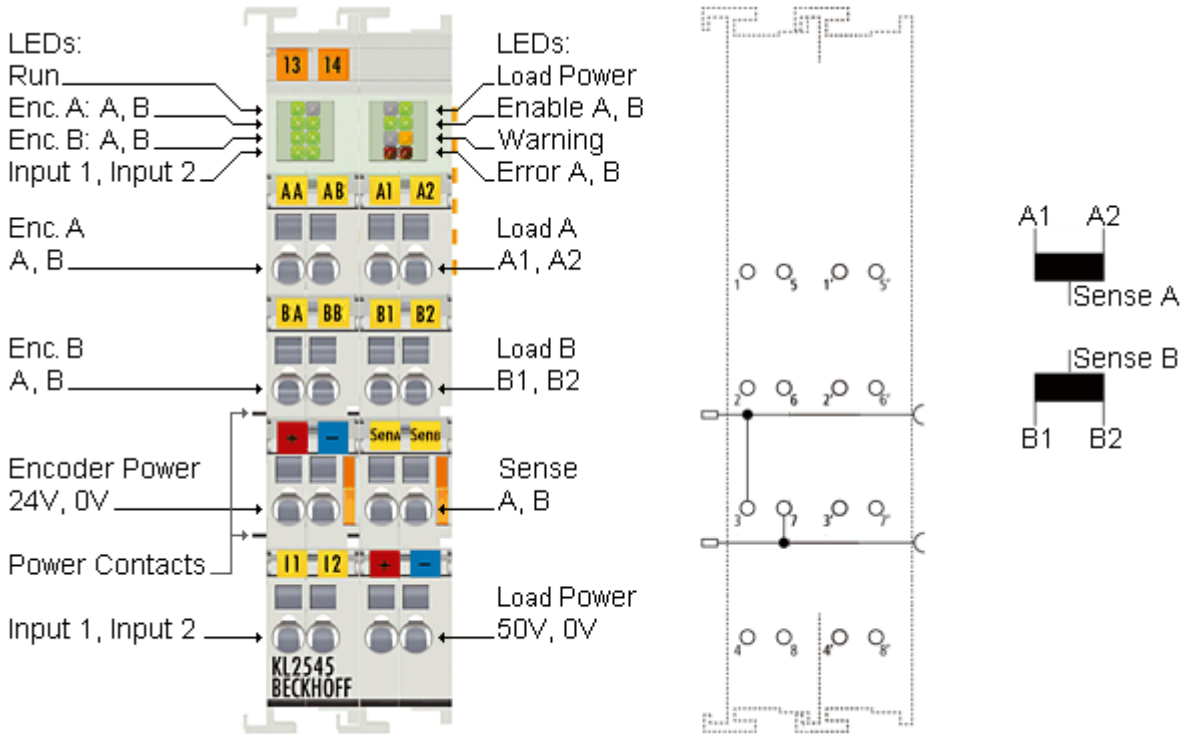 LEDs:
Run
Enc. A: A, B
Enc. B: A, B
Input 1, Input 2
Enc. A
A, B
Enc. B
A, B
Encoder Power
24V, 0V
Power Contacts
Input 1, Input 2
13 14
AA AB A1 A2
BA BB B1 B2
+ - SenA SenB
I1 I2 + -
KL2545
BECKHOFF
LEDs:
Load Power
Enable A, B
Warning
Error A, B
Load A
A1, A2
Load B
B1, B2
Sense
A, B
Load Power
50V, 0V
1 5 1' 5'
2 6 2' 6'
3 7 3' 7'
4 8 4' 8'
A1 A2
Sense A
Sense B
B1 B2